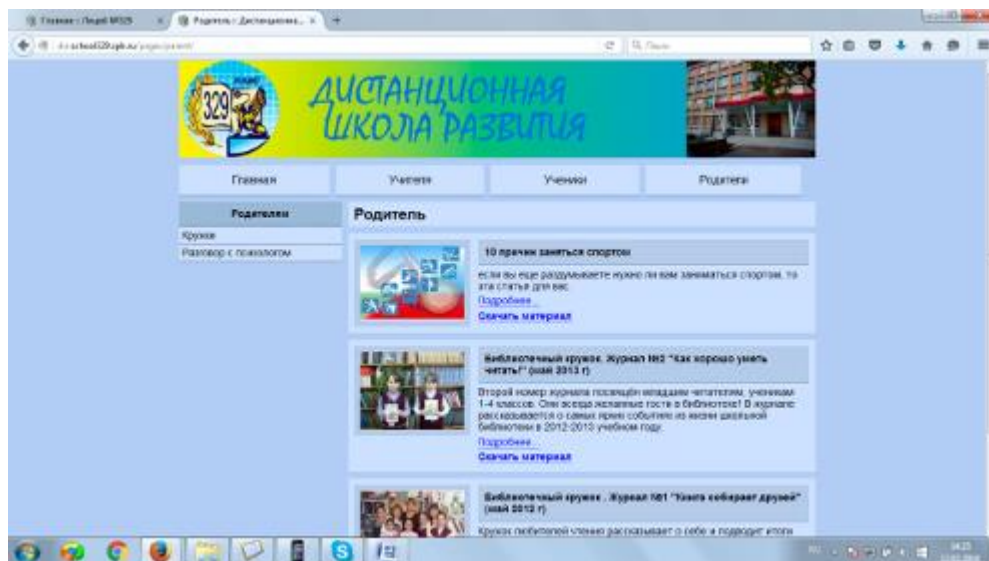 Главная :: Лицей №329
Родитель :: Дистанционна...
329
ДИСТАНЦИОННАЯ
ШКОЛА РАЗВИТИЯ
Главная
Учителя
Ученики
Родители
Родителям
Кружки
Разговор с психологом
Родитель
10 причин заняться спортом
если вы еще раздумываете нужно ли вам заниматься спортом, то
эта статья для вас
Подробнее...
Скачать материал
Библиотечный кружок. Журнал №2 "Как хорошо уметь
читать!" (май 2013 г)
Второй номер журнала посвящён младшим читателям, ученикам
1-4 классов. Они всегда желанные гости в библиотеке! В журнале
рассказывается о самых ярких событиях из жизни школьной
библиотеки в 2012-2013 учебном году.
Подробнее...
Скачать материал
Библиотечный кружок . Журнал №1 "Книга собирает друзей"
(май 2012 г)
Кружок любителей чтения рассказывает о себе и подводит итоги
RU